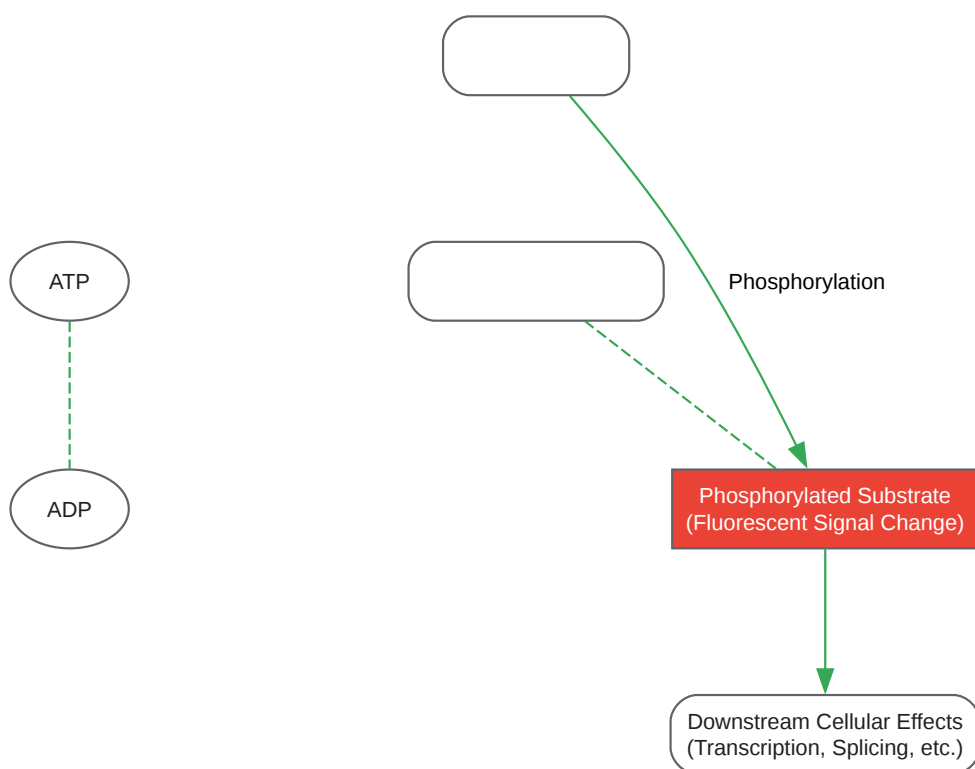 ATP
Phosphorylation
ADP
Phosphorylated Substrate
(Fluorescent Signal Change)
Downstream Cellular Effects
(Transcription, Splicing, etc.)